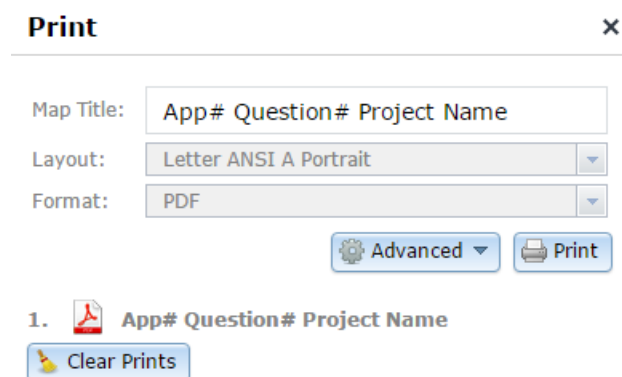 Print ×
Map Title: App# Question# Project Name
Layout: Letter ANSI A Portrait
Format: PDF
Advanced Print
1. App# Question# Project Name
Clear Prints